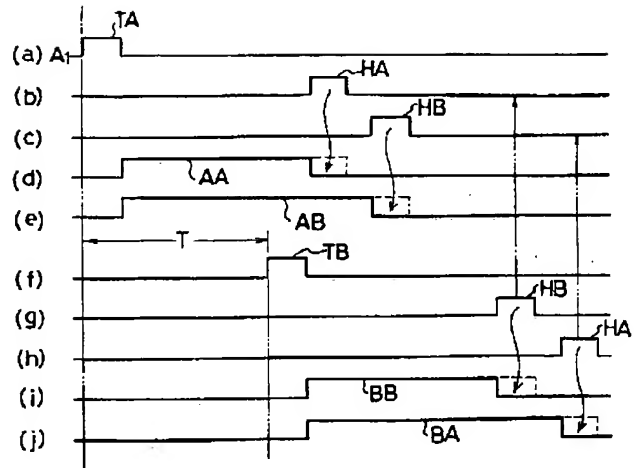 TA
(a) A1
HA
(b)
HB
(c)
(d)
AA
(e)
AB
T
TB
(f)
HB
(g)
HA
(h)
(i)
BB
(j)
BA